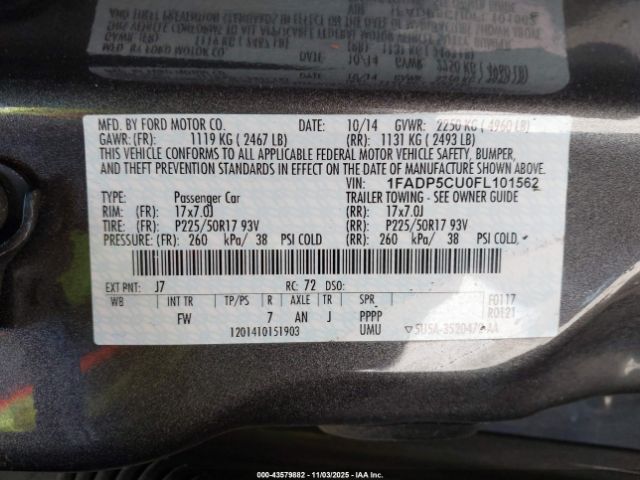 MFD. BY FORD MOTOR CO. DATE: 10/14 GVWR: 2250 KG ( 4960 LB)
GAWR: (FR): 1119 KG ( 2467 LB) (RR): 1131 KG ( 2493 LB)
THIS VEHICLE CONFORMS TO ALL APPLICABLE FEDERAL MOTOR VEHICLE SAFETY, BUMPER,
AND THEFT PREVENTION STANDARDS IN EFFECT ON THE DATE OF MANUFACTURE SHOWN ABOVE.
VIN: 1FADP5CU0FL101562
TYPE: Passenger Car TRAILER TOWING - SEE OWNER GUIDE
RIM: (FR): 17x7.0J (RR): 17x7.0J
TIRE: (FR): P225/50R17 93V (RR): P225/50R17 93V
PRESSURE: (FR): 260 kPa/ 38 PSI COLD (RR): 260 kPa/ 38 PSI COLD
EXT PNT: J7 RC: 72 DSO:
WB INT TR TP/PS R AXLE TR SPR F0117
FW 7 AN J PPPP R0121
1201410151903 UMU
000-43579882 - 11/03/2025 - IAA